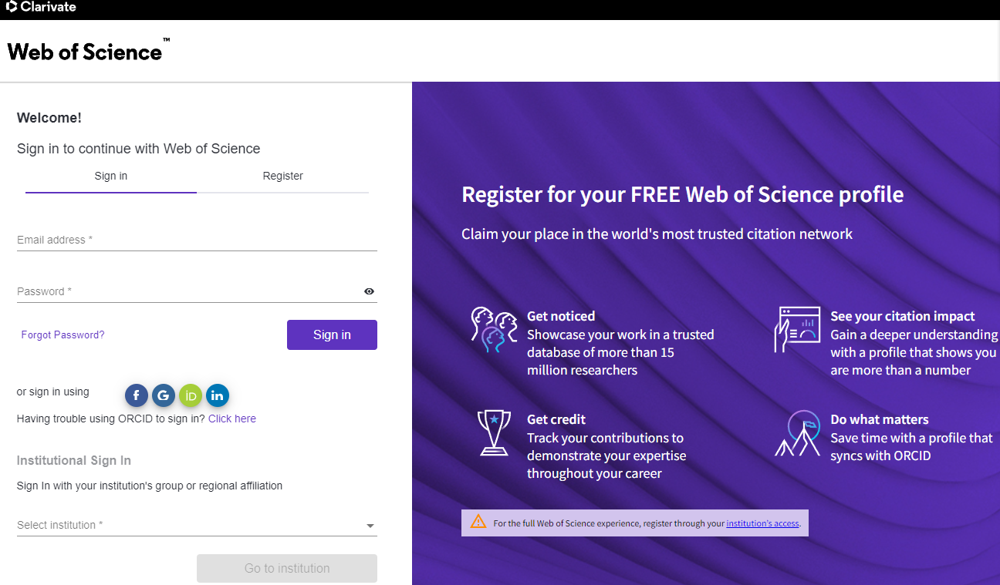 Clarivate
Web of Science™
Welcome!
Sign in to continue with Web of Science
Sign in
Register
Email address *
Password *
Forgot Password?
Sign in
or sign in using
f
G
iD
in
Having trouble using ORCID to sign in? Click here
Institutional Sign In
Sign In with your institution's group or regional affiliation
Select institution *
Go to institution
Register for your FREE Web of Science profile
Claim your place in the world's most trusted citation network
Get noticed
Showcase your work in a trusted
database of more than 15
million researchers
See your citation impact
Gain a deeper understanding
with a profile that shows you
are more than a number
Get credit
Track your contributions to
demonstrate your expertise
throughout your career
Do what matters
Save time with a profile that
syncs with ORCID
For the full Web of Science experience, register through your institution's access.